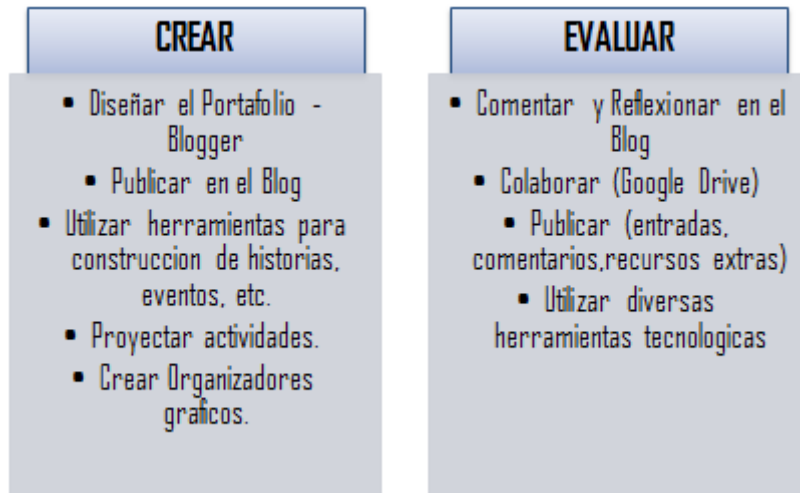 CREAR
• Diseñar el Portafolio -
Blogger
• Publicar en el Blog
• Utilizar herramientas para
construccion de historias,
eventos, etc.
• Proyectar actividades.
• Crear Organizadores
graficos.
EVALUAR
• Comentar y Reflexionar en el
Blog
• Colaborar (Google Drive)
• Publicar (entradas,
comentarios,recursos extras)
• Utilizar diversas
herramientas tecnologicas